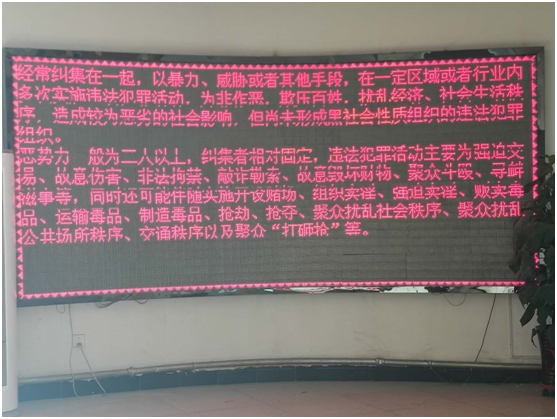 经常纠集在一起，以暴力、威胁或者其他手段，在一定区域或者行业内
多次实施违法犯罪活动，为非作恶，欺压百姓，扰乱经济、社会生活秩
序，造成较为恶劣的社会影响，但尚未形成黑社会性质组织的违法犯罪
组织。
恶势力一般为三人以上，纠集者相对固定，违法犯罪活动主要为强迫交
易、故意伤害、非法拘禁、敲诈勒索、故意毁坏财物、聚众斗殴、寻衅
滋事等，同时还可能伴随实施开设赌场、组织卖淫、强迫卖淫、贩卖毒
品、运输毒品、制造毒品、抢劫、抢夺、聚众扰乱社会秩序、聚众扰乱
公共场所秩序、交通秩序以及聚众“打砸抢”等。